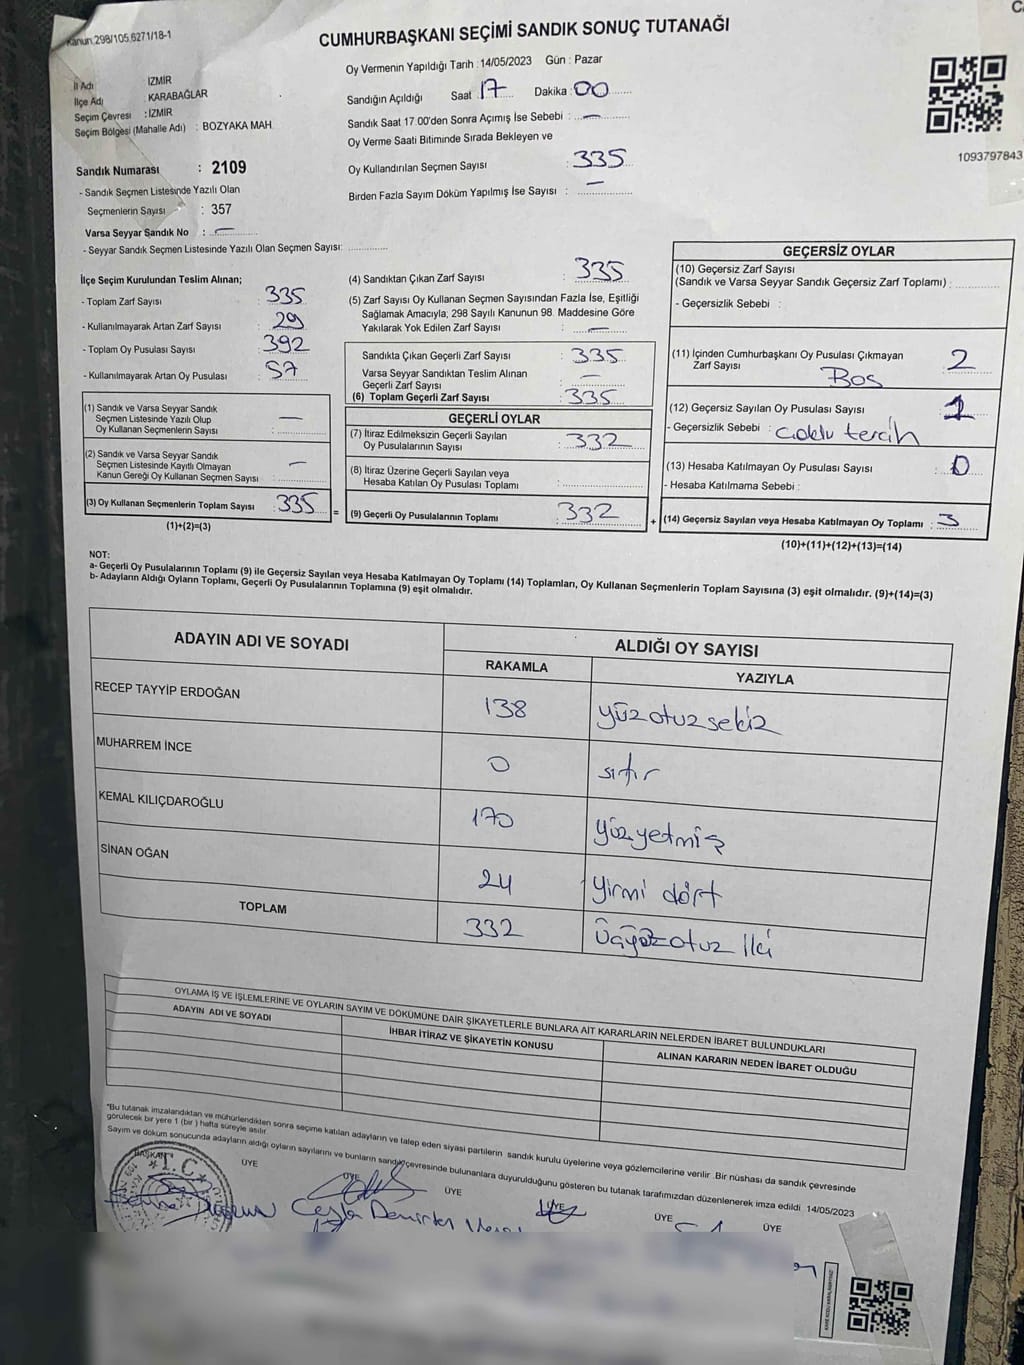 Kanun.298/105,6271/18-1
CUMHURBAŞKANI SEÇİMİ SANDIK SONUÇ TUTANAĞI
İl Adı : İZMİR
İlçe Adı : KARABAĞLAR
Seçim Çevresi : İZMİR
Seçim Bölgesi (Mahalle Adı) : BOZYAKA MAH.
Oy Vermenin Yapıldığı Tarih : 14/05/2023 Gün : Pazar
Sandığın Açıldığı Saat 17 Dakika : 00
Sandık Saat 17:00'den Sonra Açımış İse Sebebi : —
Oy Verme Saati Bitiminde Sırada Bekleyen ve
Oy Kullandırılan Seçmen Sayısı : 335
Birden Fazla Sayım Döküm Yapılmış İse Sayısı : —
1093797843
Sandık Numarası : 2109
- Sandık Seçmen Listesinde Yazılı Olan
Seçmenlerin Sayısı : 357
Varsa Seyyar Sandık No : —
- Seyyar Sandık Seçmen Listesinde Yazılı Olan Seçmen Sayısı:
İlçe Seçim Kurulundan Teslim Alınan;
- Toplam Zarf Sayısı : 335
- Kullanılmayarak Artan Zarf Sayısı : 29
- Toplam Oy Pusulası Sayısı : 392
- Kullanılmayarak Artan Oy Pusulası : 57
(1) Sandık ve Varsa Seyyar Sandık
Seçmen Listesinde Yazılı Olup
Oy Kullanan Seçmenlerin Sayısı : —
(2) Sandık ve Varsa Seyyar Sandık
Seçmen Listesinde Kayıtlı Olmayan
Kanun Gereği Oy Kullanan Seçmen Sayısı : —
(3) Oy Kullanan Seçmenlerin Toplam Sayısı : 335 =
(1)+(2)=(3)
(4) Sandıktan Çıkan Zarf Sayısı : 335
(5) Zarf Sayısı Oy Kullanan Seçmen Sayısından Fazla İse, Eşitliği
Sağlamak Amacıyla, 298 Sayılı Kanunun 98. Maddesine Göre
Yakılarak Yok Edilen Zarf Sayısı : —
Sandıkta Çıkan Geçerli Zarf Sayısı : 335
Varsa Seyyar Sandıktan Teslim Alınan
Geçerli Zarf Sayısı : —
(6) Toplam Geçerli Zarf Sayısı : 335
GEÇERLİ OYLAR
(7) İtiraz Edilmeksizin Geçerli Sayılan
Oy Pusulalarının Sayısı : 332
(8) İtiraz Üzerine Geçerli Sayılan veya
Hesaba Katılan Oy Pusulası Toplamı :
(9) Geçerli Oy Pusulalarının Toplamı : 332 +
GEÇERSİZ OYLAR
(10) Geçersiz Zarf Sayısı
(Sandık ve Varsa Seyyar Sandık Geçersiz Zarf Toplamı) :
- Geçersizlik Sebebi :
(11) İçinden Cumhurbaşkanı Oy Pusulası Çıkmayan
Zarf Sayısı : 2
Bos
(12) Geçersiz Sayılan Oy Pusulası Sayısı : 1
- Geçersizlik Sebebi : çoklu tercih
(13) Hesaba Katılmayan Oy Pusulası Sayısı : 0
- Hesaba Katılmama Sebebi :
(14) Geçersiz Sayılan veya Hesaba Katılmayan Oy Toplamı : 3
(10)+(11)+(12)+(13)=(14)
NOT:
a- Geçerli Oy Pusulalarının Toplamı (9) ile Geçersiz Sayılan veya Hesaba Katılmayan Oy Toplamı (14) Toplamları, Oy Kullanan Seçmenlerin Toplam Sayısına (3) eşit olmalıdır. (9)+(14)=(3)
b- Adayların Aldığı Oyların Toplamı, Geçerli Oy Pusulalarının Toplamına (9) eşit olmalıdır.
ADAYIN ADI VE SOYADI ALDIĞI OY SAYISI
RAKAMLA YAZIYLA
RECEP TAYYİP ERDOĞAN 138 yüzotuzsekiz
MUHARREM İNCE 0 sıfır
KEMAL KILIÇDAROĞLU 170 yüzyetmiş
SİNAN OĞAN 24 yirmi dört
TOPLAM 332 üçyüzotuz iki
OYLAMA İŞ VE İŞLEMLERİNE VE OYLARIN SAYIM VE DÖKÜMÜNE DAİR ŞİKAYETLERLE BUNLARA AİT KARARLARIN NELERDEN İBARET BULUNDUKLARI
ADAYIN ADI VE SOYADI İHBAR İTİRAZ VE ŞİKAYETİN KONUSU ALINAN KARARIN NEDEN İBARET OLDUĞU
*Bu tutanak imzalandıktan ve mühürlendikten sonra seçime katılan adayların ve talep eden siyasi partilerin sandık kurulu üyelerine veya gözlemcilerine verilir. Bir nüshası da sandık çevresinde
görülecek bir yere 1 (bir ) hafta süreyle asılır.
Sayım ve döküm sonucunda adayların aldığı oyların sayılarını ve bunların sandık çevresinde bulunanlara duyurulduğunu gösteren bu tutanak tarafımızdan düzenlenerek imza edildi. 14/05/2023
BAŞKAN ÜYE ÜYE ÜYE ÜYE ÜYE ÜYE
T.C.
Ceyla Demirtel